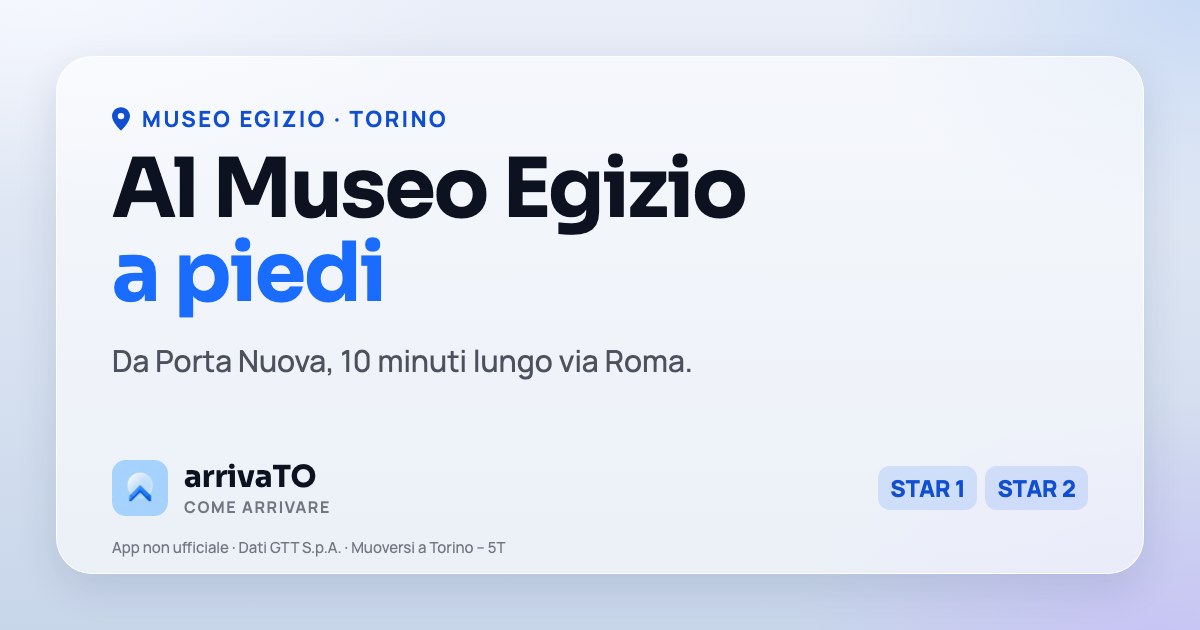 MUSEO EGIZIO · TORINO
Al Museo Egizio
a piedi
Da Porta Nuova, 10 minuti lungo via Roma.
arrivaTO
COME ARRIVARE
STAR 1 STAR 2
App non ufficiale · Dati GTT S.p.A. · Muoversi a Torino – 5T